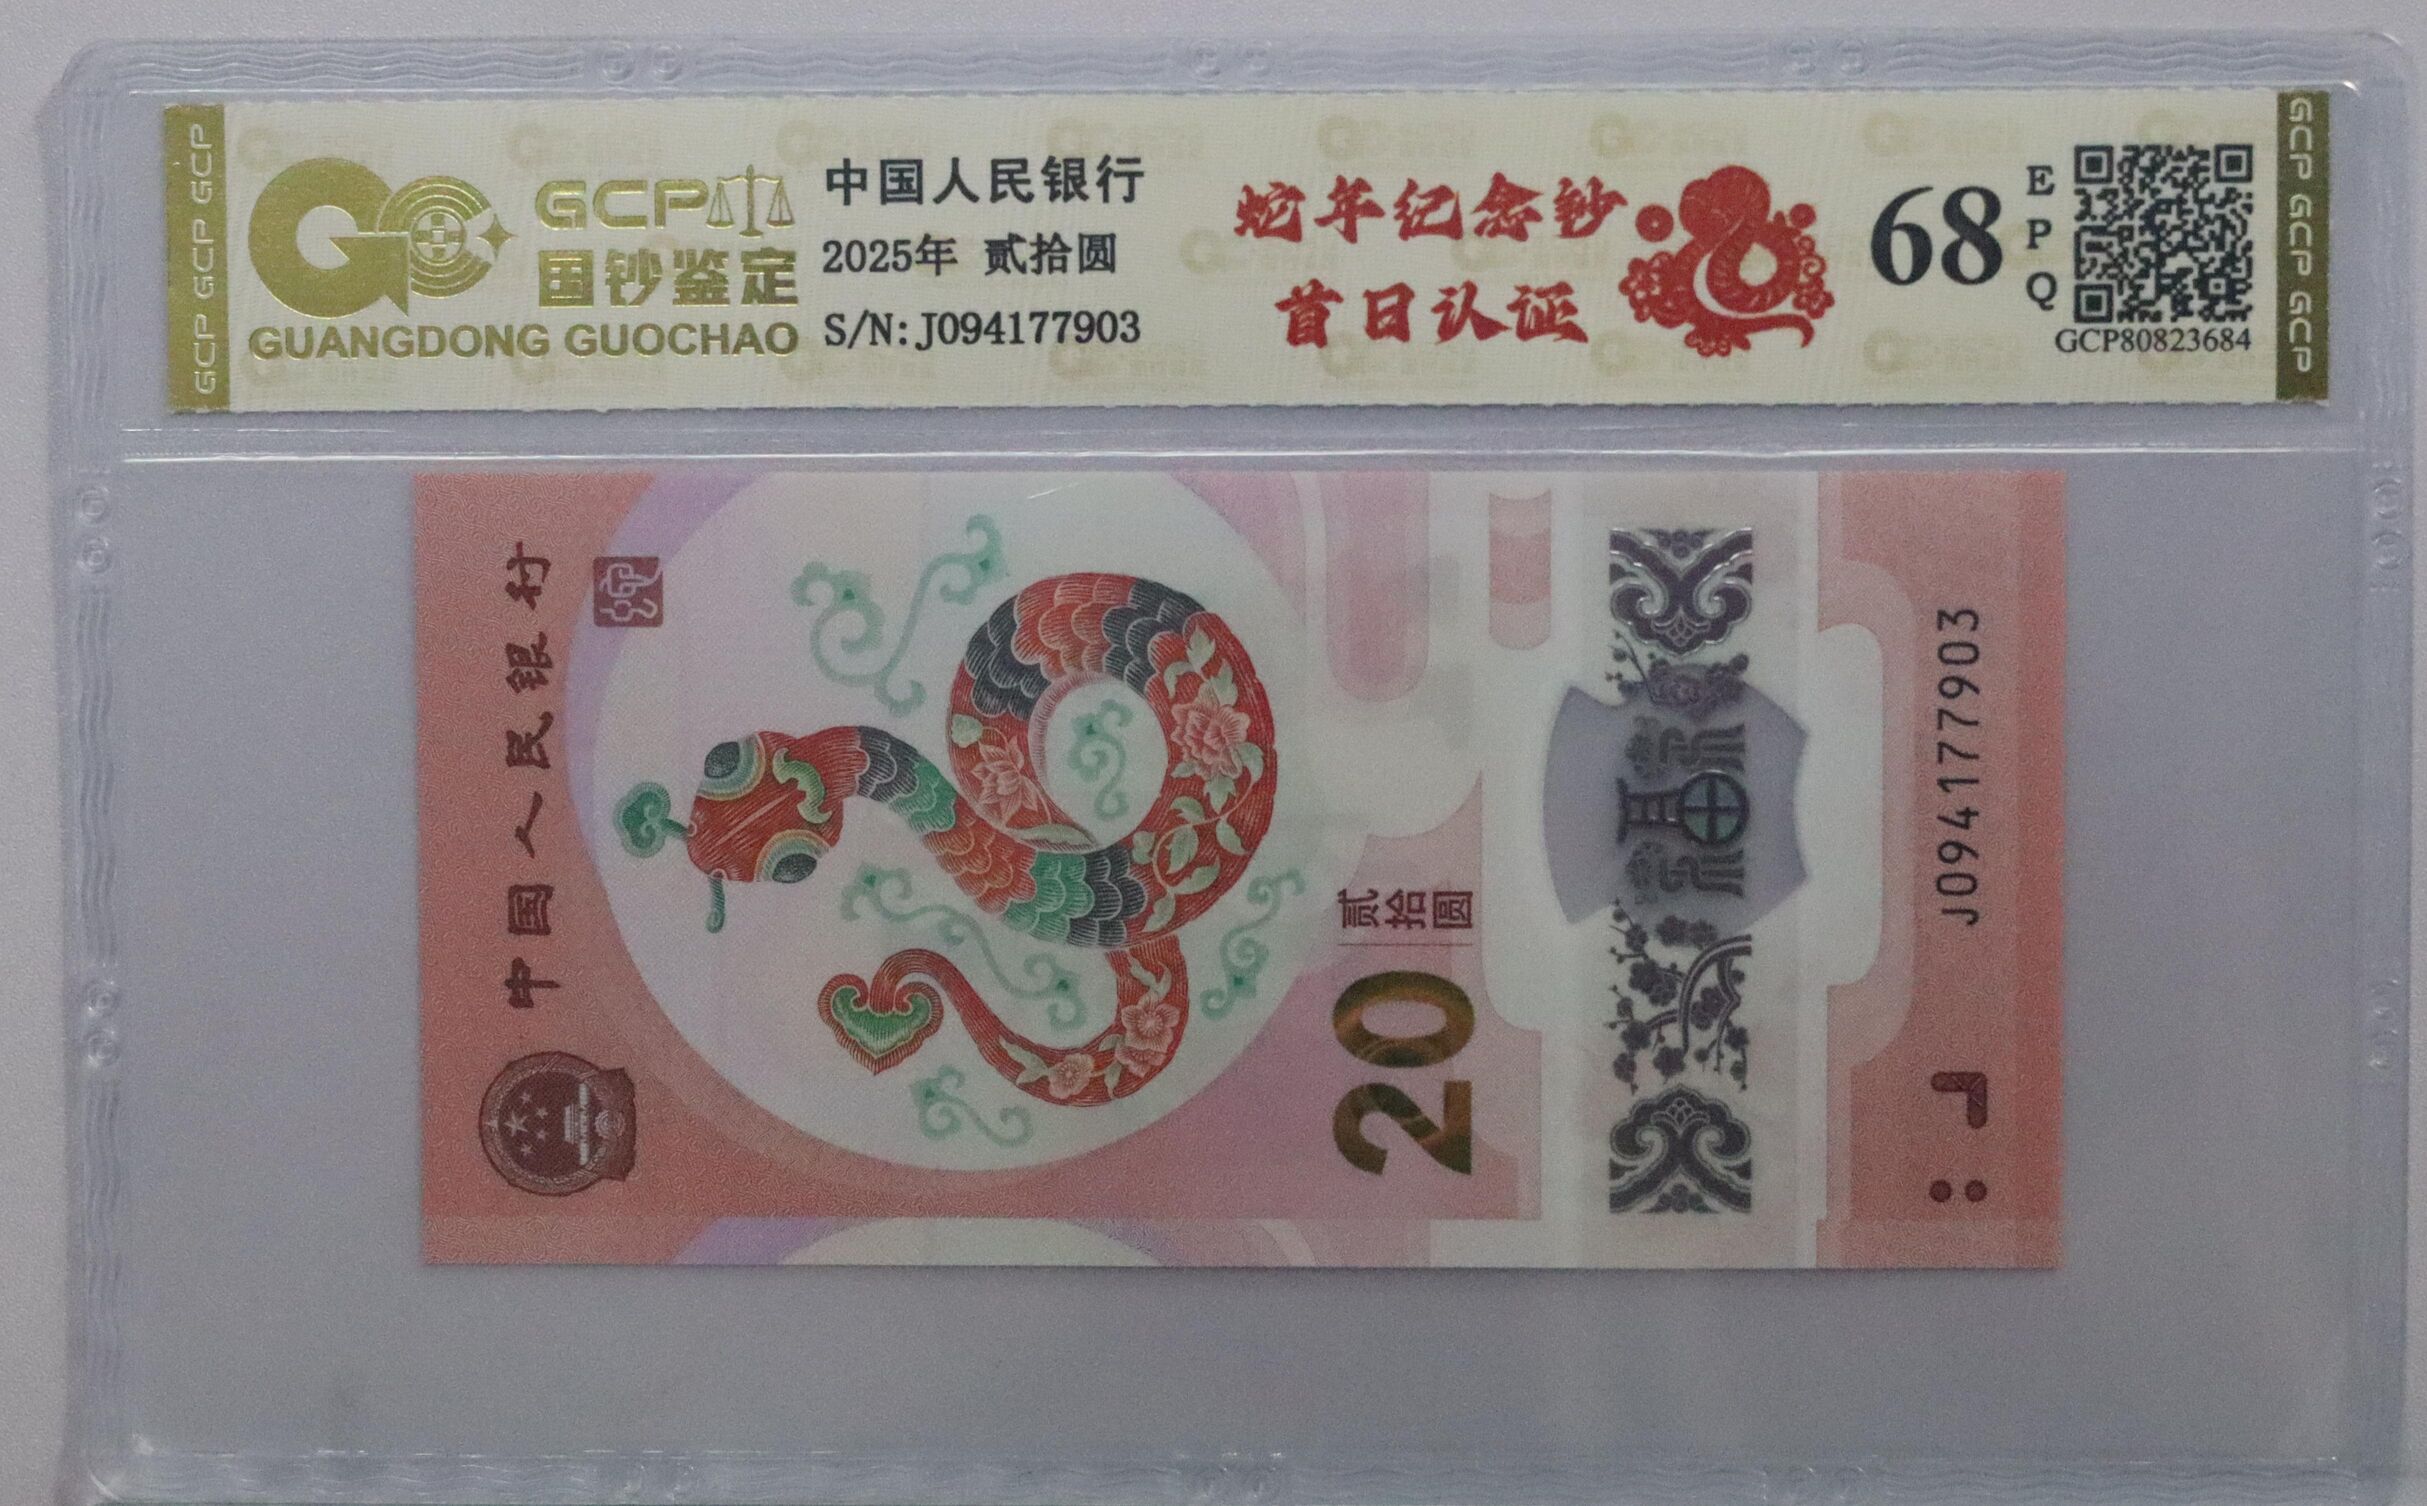 GCP GCP GCP
GCP
国钞鉴定
GUANGDONG GUOCHAO
中国人民银行
2025年 贰拾圆
S/N: J094177903
蛇年纪念钞
首日认证
68
EPQ
GCP80823684
GCP GCP GCP
中国人民银行
20
贰拾圆
J094177903